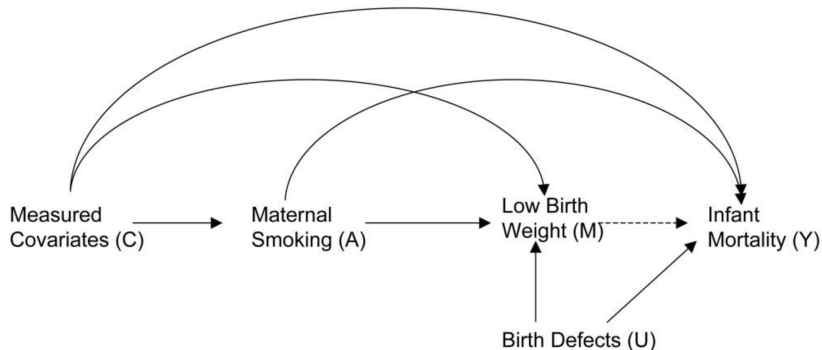 Measured
Covariates (C)
Maternal
Smoking (A)
Low Birth
Weight (M)
Infant
Mortality (Y)
Birth Defects (U)